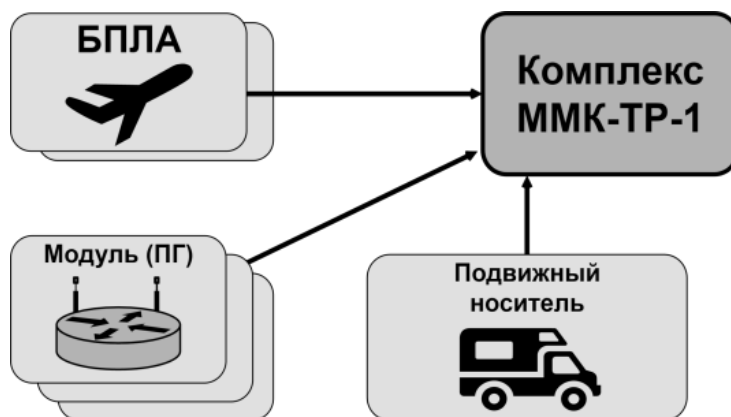 БПЛА
Комплекс
ММК-ТР-1
Модуль (ПГ)
Подвижный
носитель